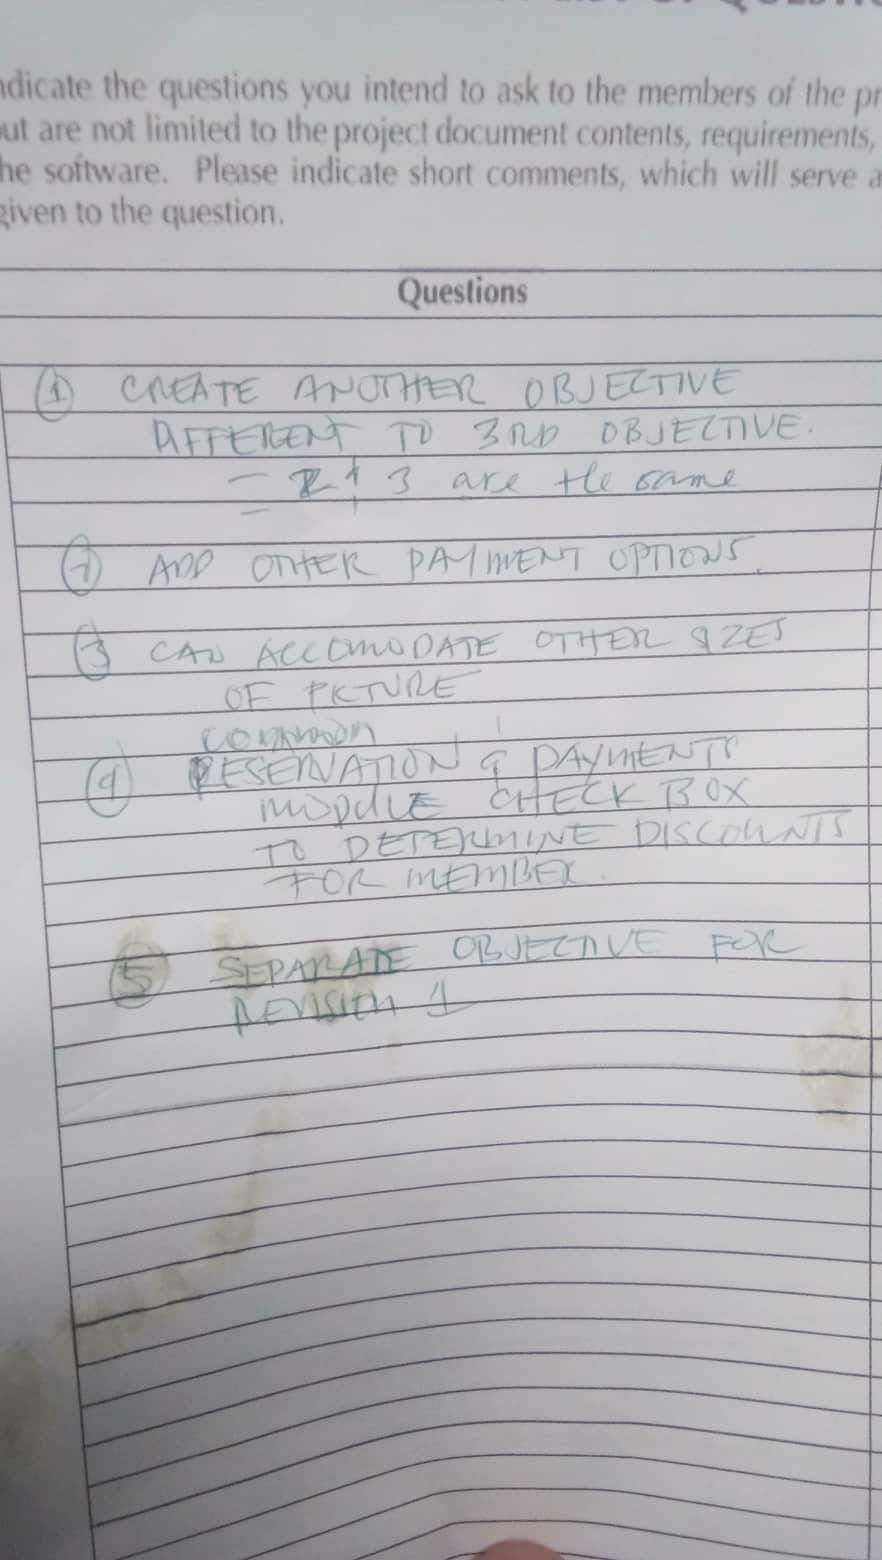 ndicate the questions you intend to ask to the members of the pr
out are not limited to the project document contents, requirements,
he software. Please indicate short comments, which will serve a
given to the question.
Questions
① CREATE ANOTHER OBJECTIVE
DIFFERENT TO 3RD OBJECTIVE.
- 2 & 3 are the same
② ADD OTHER PAYMENT OPTIONS.
③ CAN ACCOMODATE OTHER SIZES
OF PICTURE
common
④ RESERVATION & PAYMENTS
MODULE CHECK BOX
TO DETERMINE DISCOUNTS
FOR MEMBER.
⑤ SEPARATE OBJECTIVE FOR
REVISION 1